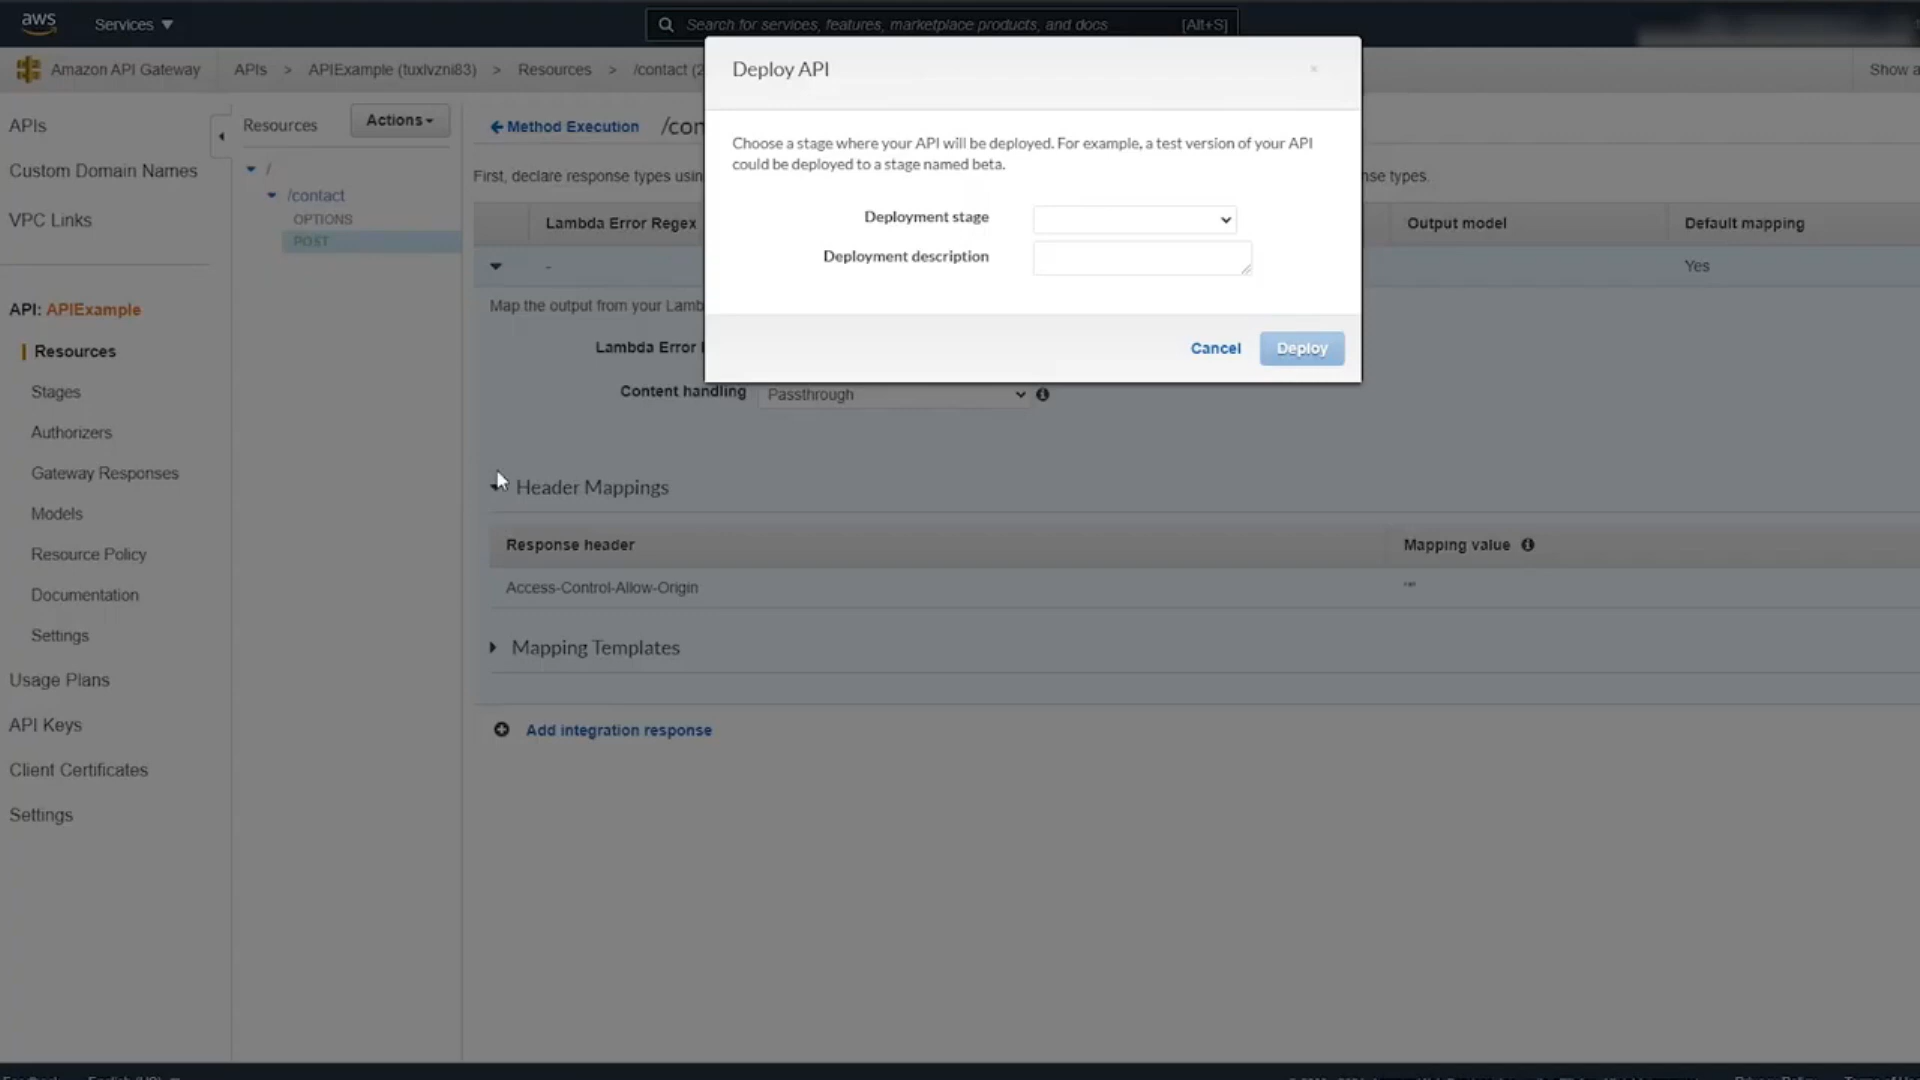 aws
Services
Search for services, features, marketplace products, and docs
[Alt+S]
Amazon API Gateway
APIs > APIExample (tuxlvzni83) > Resources > /contact (2
Show a
Deploy API
×
Choose a stage where your API will be deployed. For example, a test version of your API
could be deployed to a stage named beta.
Deployment stage
Deployment description
Cancel
Deploy
APIs
Custom Domain Names
VPC Links
API: APIExample
Resources
Stages
Authorizers
Gateway Responses
Models
Resource Policy
Documentation
Settings
Usage Plans
API Keys
Client Certificates
Settings
Resources
Actions
/
/contact
OPTIONS
POST
Method Execution
/con
First, declare response types usin
nse types.
Lambda Error Regex
Output model
Default mapping
-
Yes
Map the output from your Lamb
Lambda Error
Content handling
Passthrough
Header Mappings
Response header
Mapping value
Access-Control-Allow-Origin
Mapping Templates
Add integration response